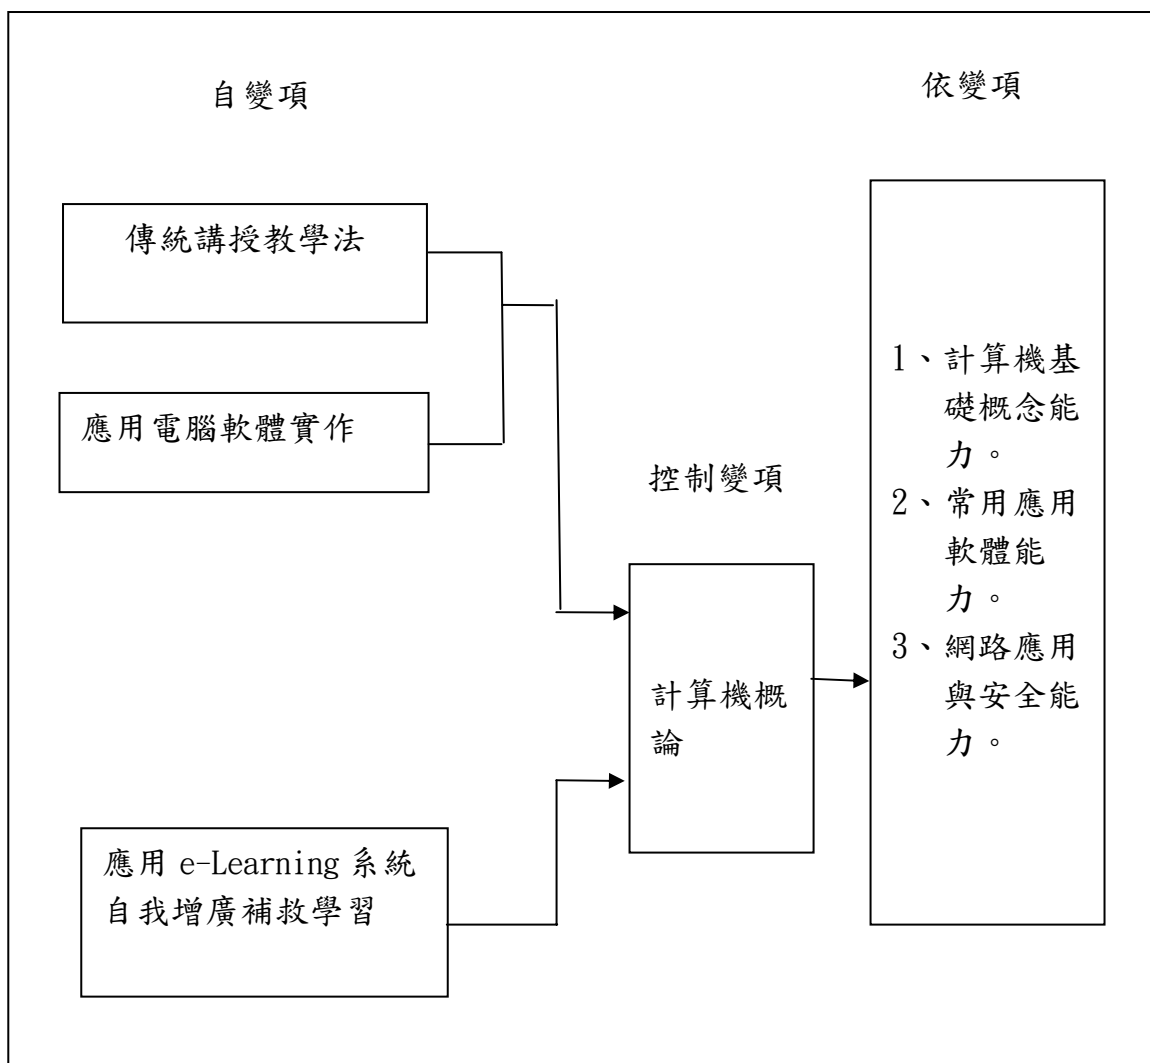 自變項
依變項
傳統講授教學法
應用電腦軟體實作
控制變項
計算機概
論
應用 e-Learning 系統
自我增廣補救學習
1、計算機基
礎概念能
力。
2、常用應用
軟體能
力。
3、網路應用
與安全能
力。